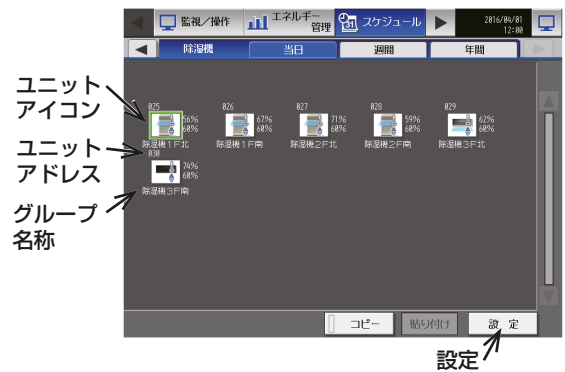 監視／操作 エネルギー管理 スケジュール 2016/04/01 12:00
除湿機 当日 週間 年間
ユニットアイコン
ユニットアドレス
グループ名称
025 026 027 028 029
56% 67% 71% 59% 62%
60% 60% 60% 60% 60%
除湿機１Ｆ北 除湿機１Ｆ南 除湿機２Ｆ北 除湿機２Ｆ南 除湿機３Ｆ北
030
74%
60%
除湿機３Ｆ南
コピー 貼り付け 設 定
設定